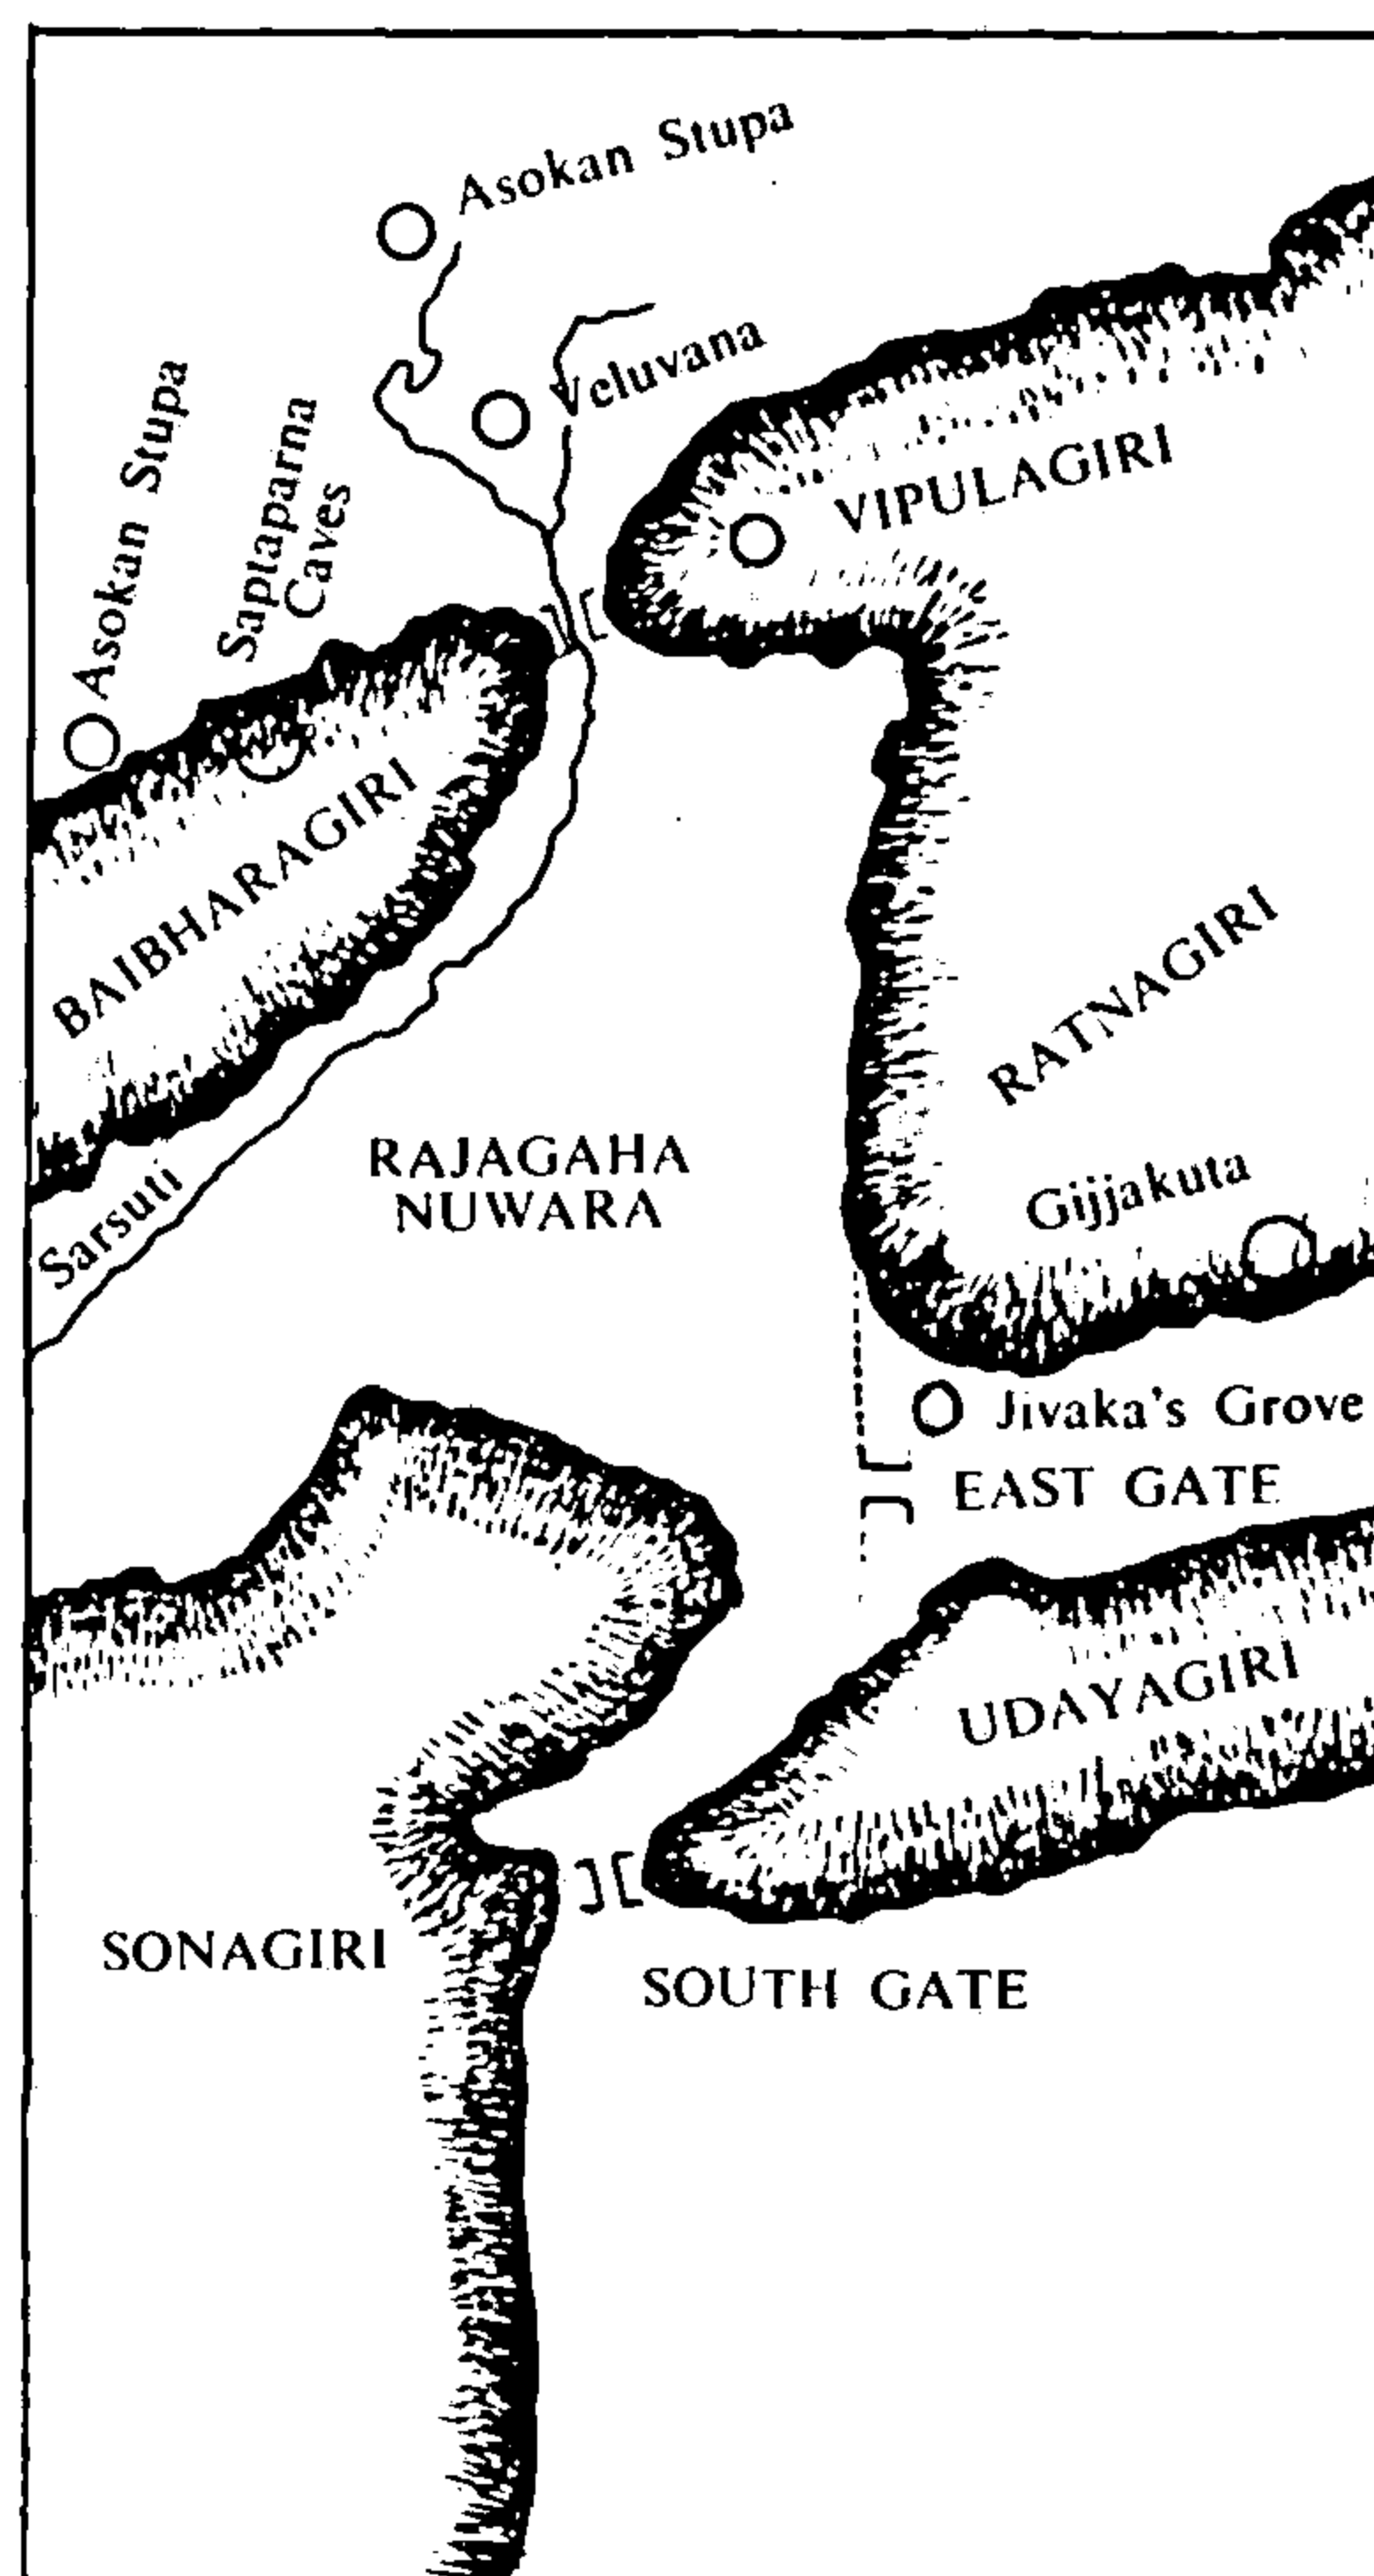 Asokan Stupa
Veluvana
Asokan Stupa
Saptaparna
Caves
VIPULAGIRI
BAIBHARAGIRI
RATNAGIRI
RAJAGAHA
NUWARA
Sarsuti
Gijjakuta
Jivaka's Grove
EAST GATE
UDAYAGIRI
SONAGIRI
SOUTH GATE